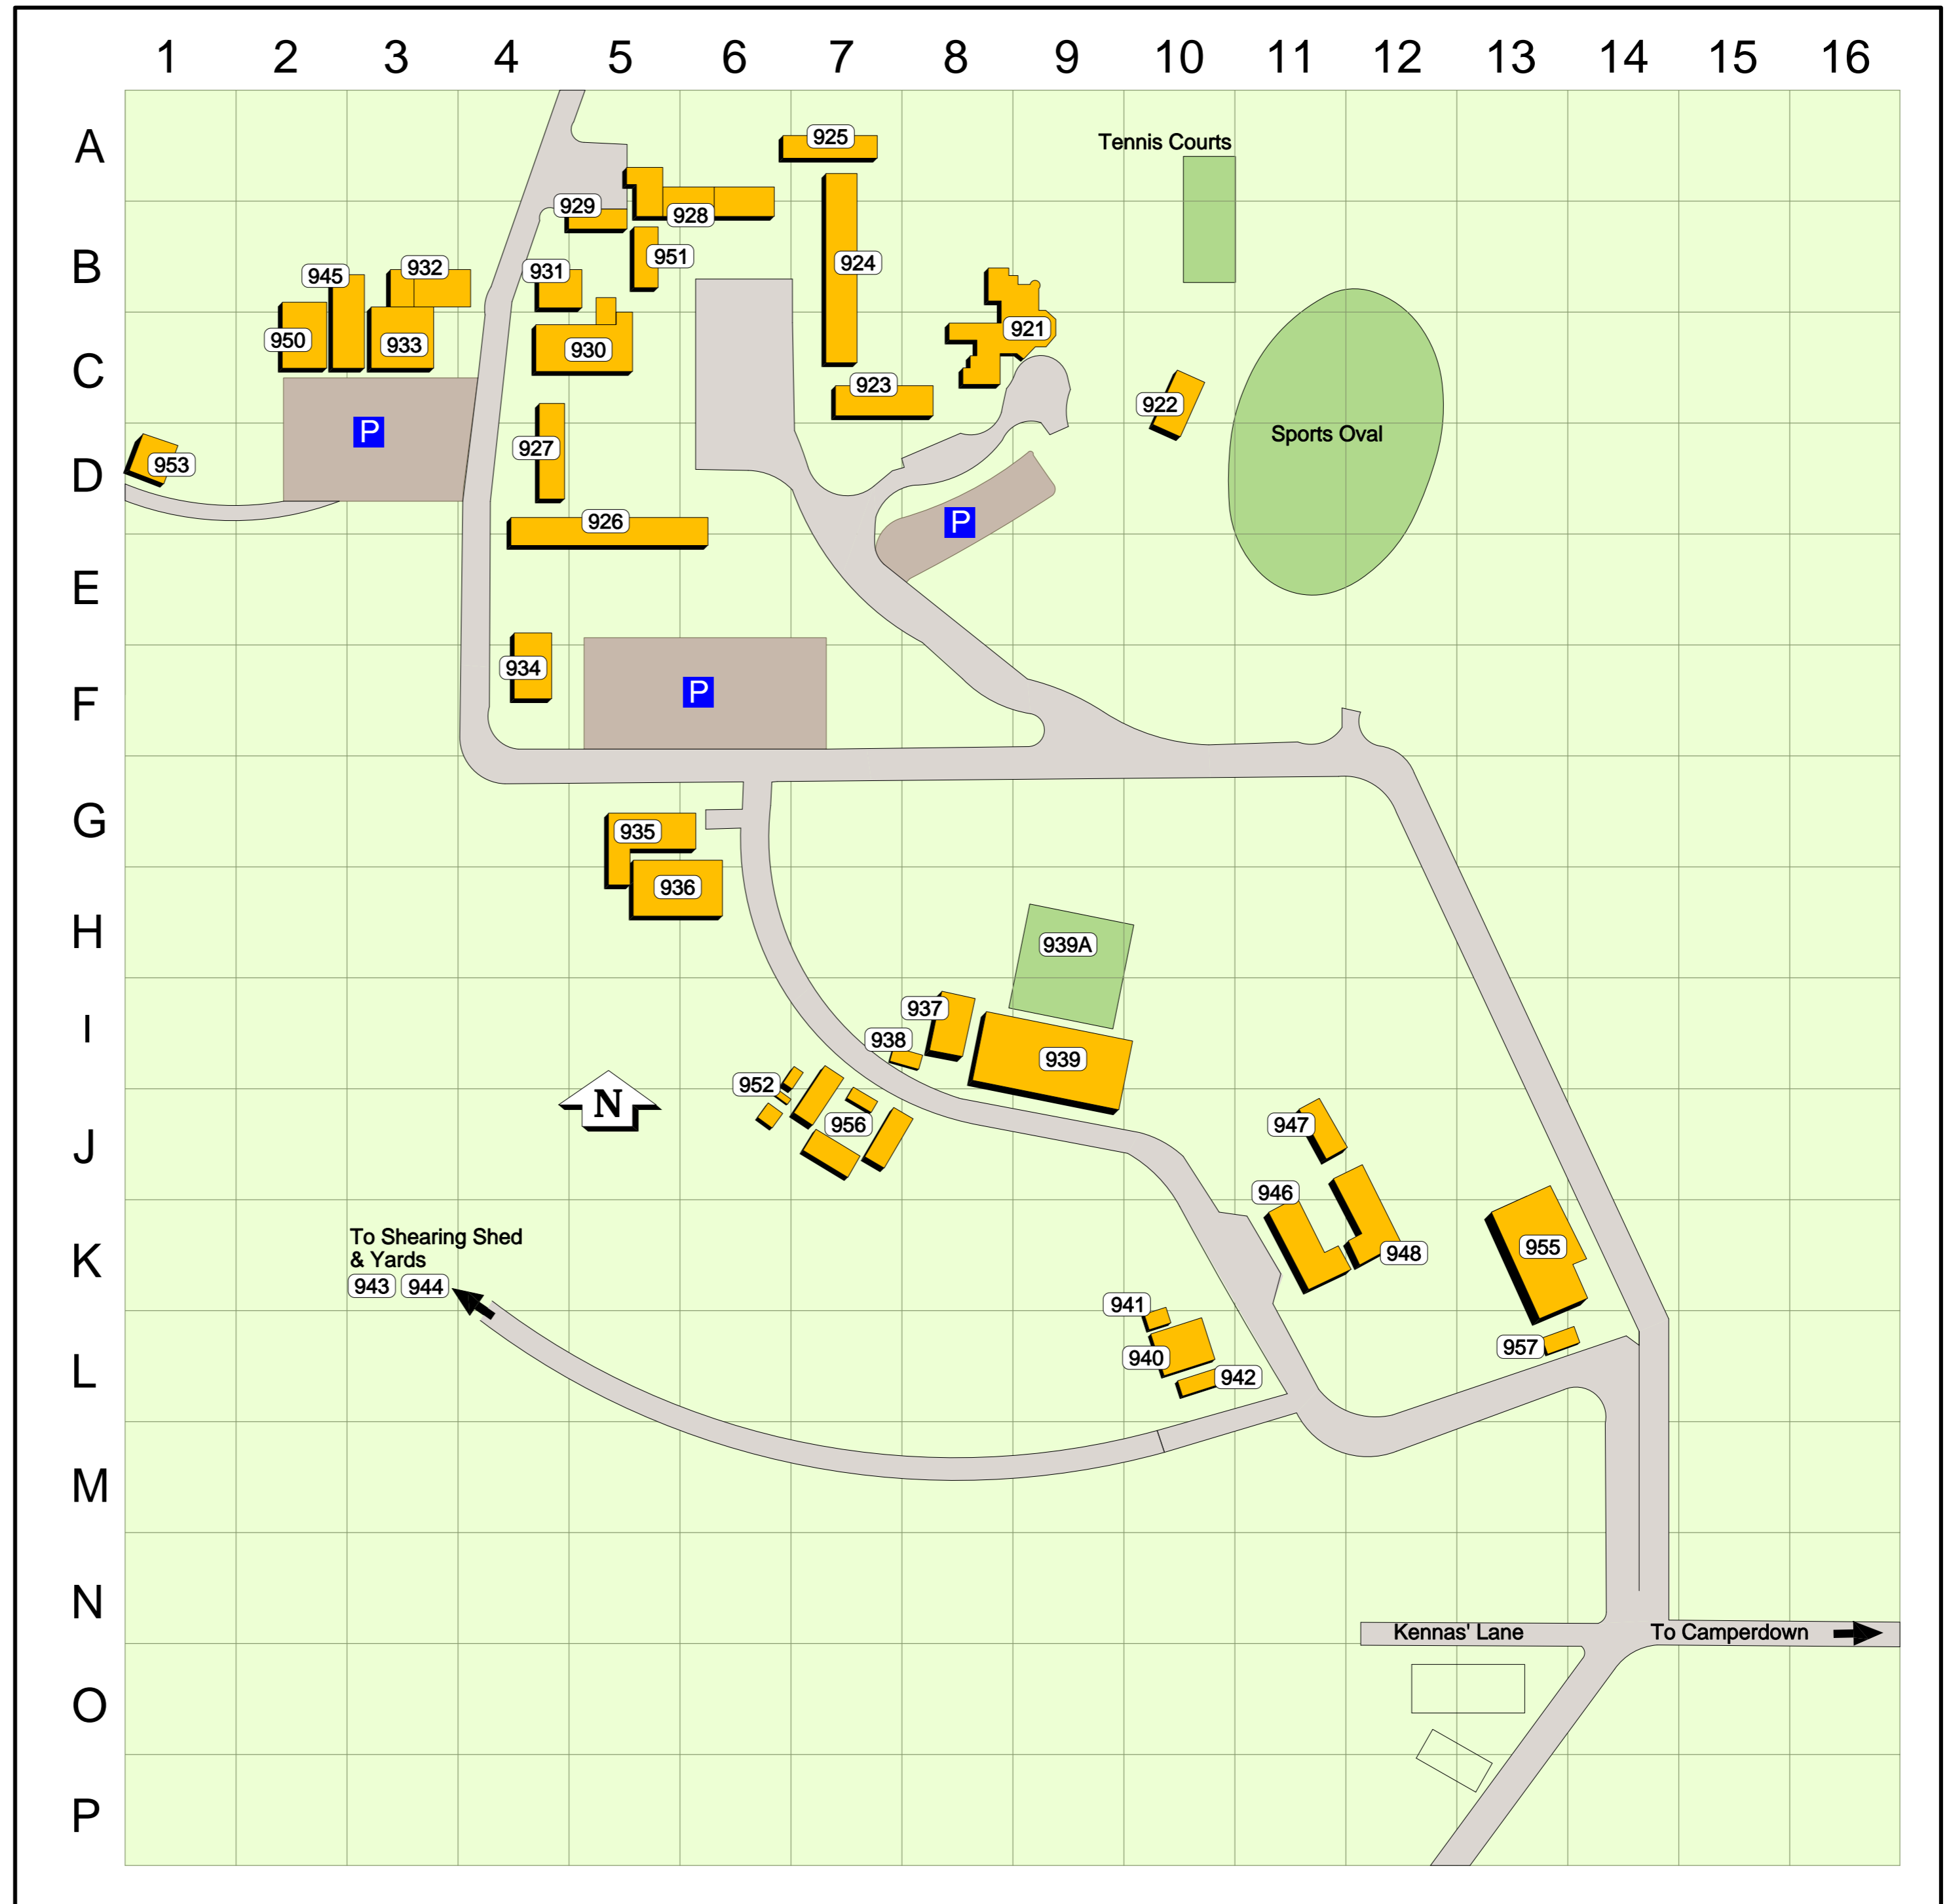 1 2 3 4 5 6 7 8 9 10 11 12 13 14 15 16
A
925
Tennis Courts
929
928
B
951
924
932
931
945
921
950
933
930
C
923
922
P
Sports Oval
927
D
953
926
P
E
934
P
F
G
935
936
H
939A
I
937
938
939
952
N
956
947
J
946
To Shearing Shed
& Yards
943 944
K
955
948
941
957
940
L
942
M
N
Kennas' Lane
To Camperdown
O
P